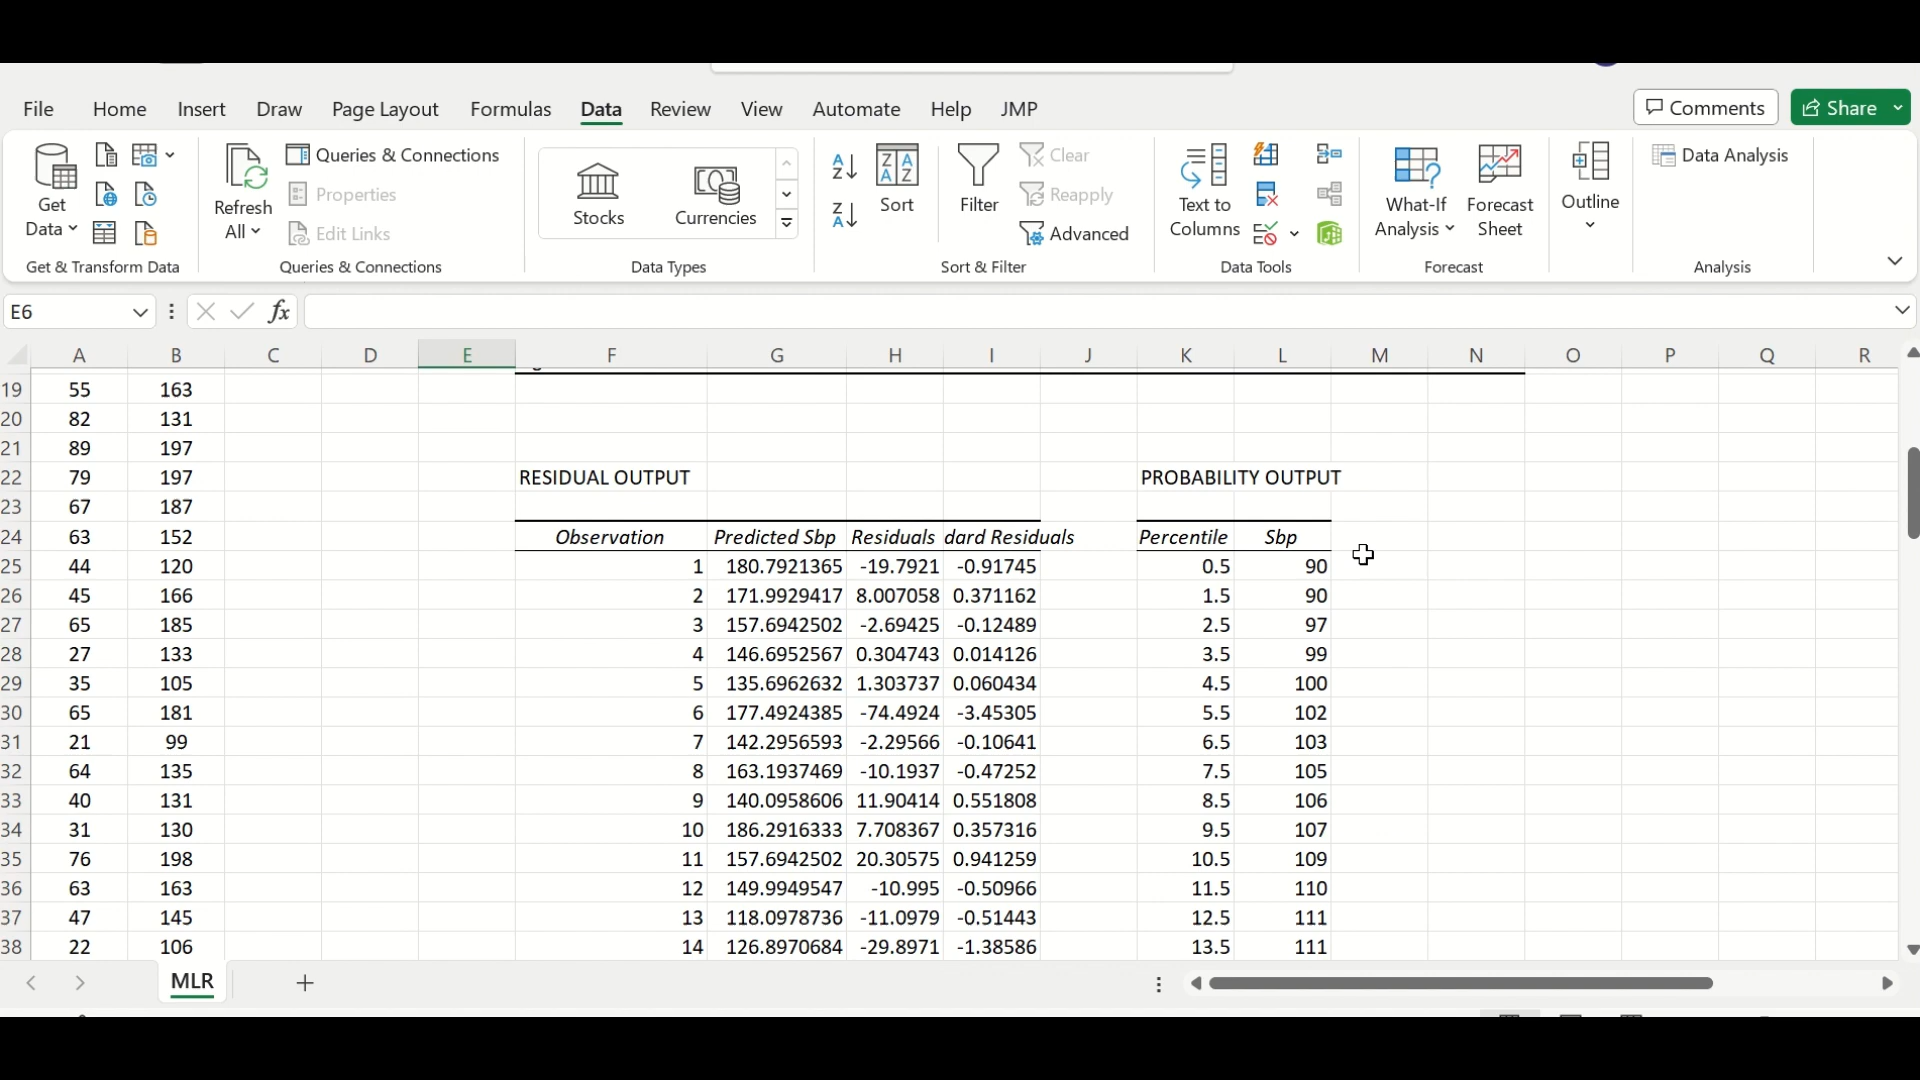 File Home Insert Draw Page Layout Formulas Data Review View Automate Help JMP Comments Share
Get Data
Refresh All
Queries & Connections
Properties
Edit Links
Stocks
Currencies
Sort
Filter
Clear
Reapply
Advanced
Text to Columns
What-If Analysis
Forecast Sheet
Outline
Data Analysis
Get & Transform Data Queries & Connections Data Types Sort & Filter Data Tools Forecast Analysis
E6 fx
A B C D E F G H I J K L M N O P Q R
19 55 163
20 82 131
21 89 197
22 79 197 RESIDUAL OUTPUT PROBABILITY OUTPUT
23 67 187
24 63 152 Observation Predicted Sbp Residuals dard Residuals Percentile Sbp
25 44 120 1 180.7921365 -19.7921 -0.91745 0.5 90
26 45 166 2 171.9929417 8.007058 0.371162 1.5 90
27 65 185 3 157.6942502 -2.69425 -0.12489 2.5 97
28 27 133 4 146.6952567 0.304743 0.014126 3.5 99
29 35 105 5 135.6962632 1.303737 0.060434 4.5 100
30 65 181 6 177.4924385 -74.4924 -3.45305 5.5 102
31 21 99 7 142.2956593 -2.29566 -0.10641 6.5 103
32 64 135 8 163.1937469 -10.1937 -0.47252 7.5 105
33 40 131 9 140.0958606 11.90414 0.551808 8.5 106
34 31 130 10 186.2916333 7.708367 0.357316 9.5 107
35 76 198 11 157.6942502 20.30575 0.941259 10.5 109
36 63 163 12 149.9949547 -10.995 -0.50966 11.5 110
37 47 145 13 118.0978736 -11.0979 -0.51443 12.5 111
38 22 106 14 126.8970684 -29.8971 -1.38586 13.5 111
MLR